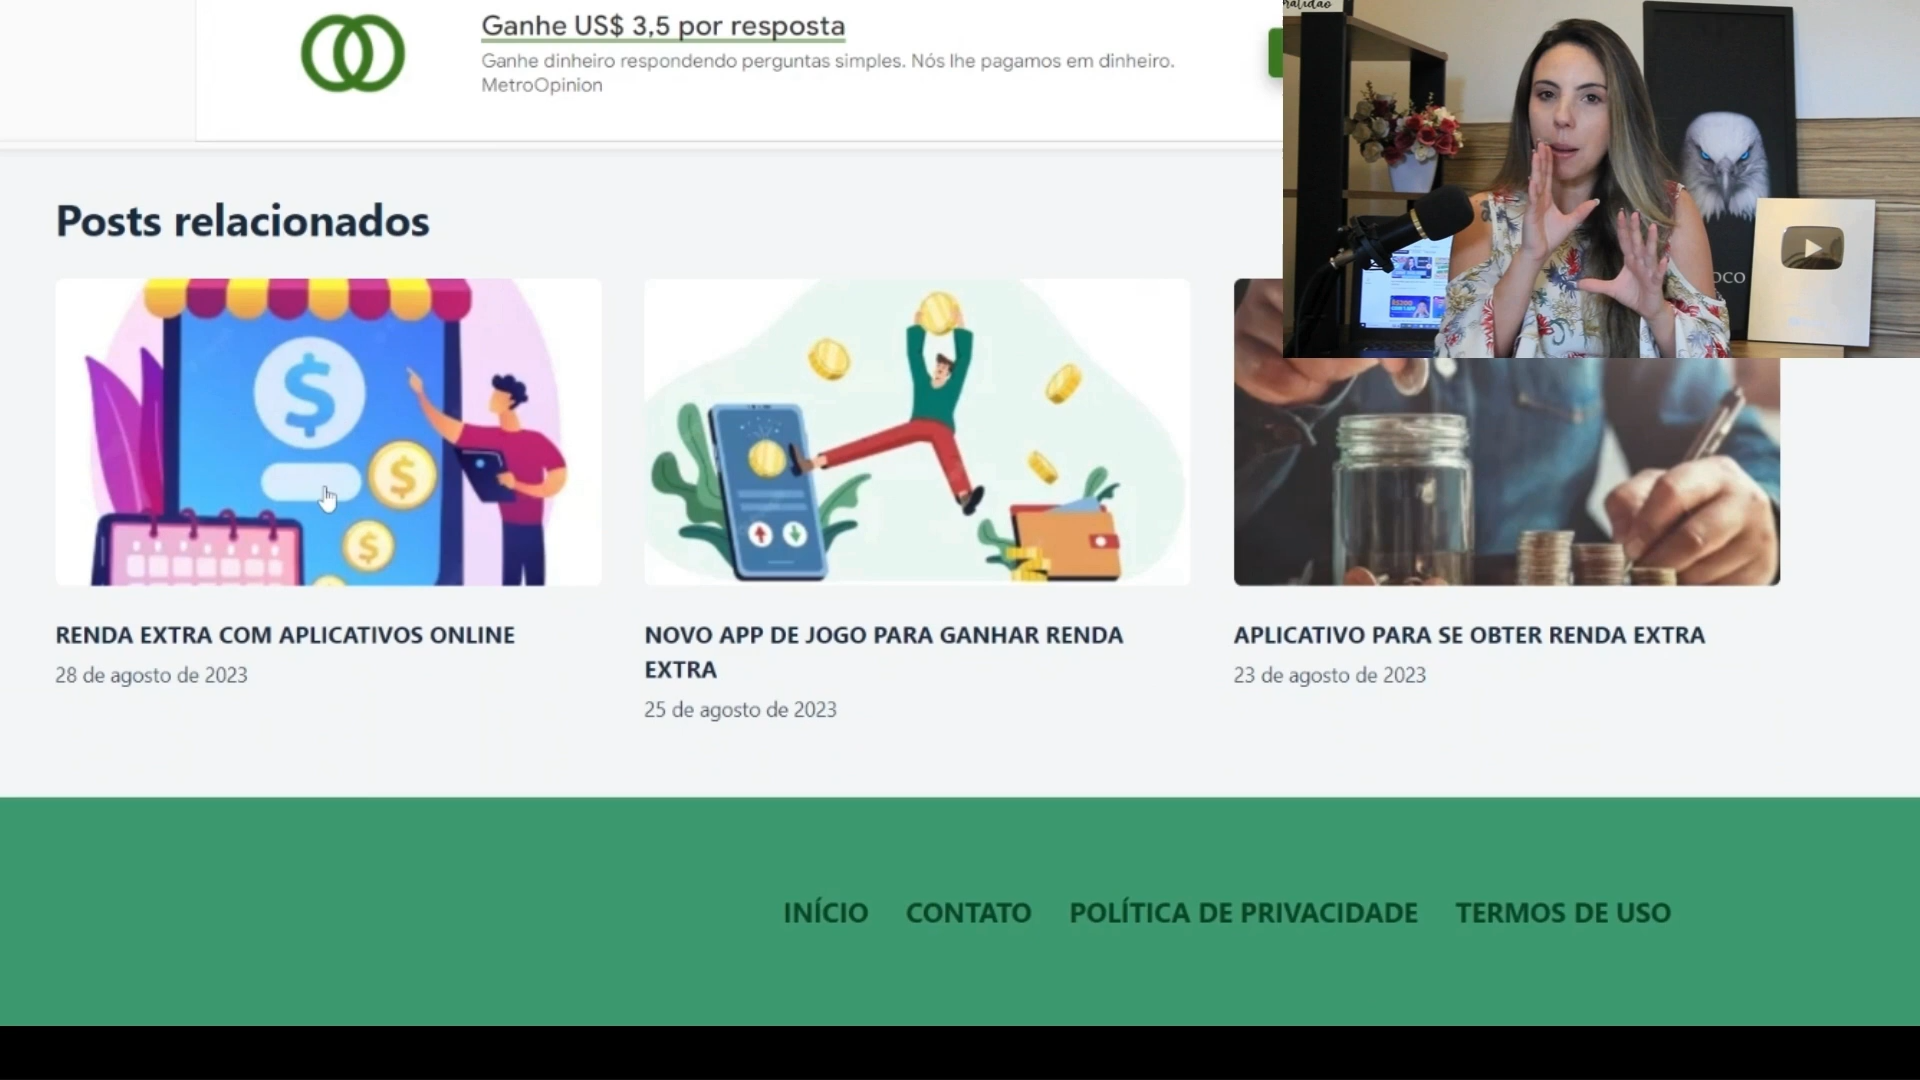 Ganhe US$ 3,5 por resposta
Ganhe dinheiro respondendo perguntas simples. Nós lhe pagamos em dinheiro.
MetroOpinion
Posts relacionados
RENDA EXTRA COM APLICATIVOS ONLINE
28 de agosto de 2023
NOVO APP DE JOGO PARA GANHAR RENDA
EXTRA
25 de agosto de 2023
APLICATIVO PARA SE OBTER RENDA EXTRA
23 de agosto de 2023
INÍCIO CONTATO POLÍTICA DE PRIVACIDADE TERMOS DE USO